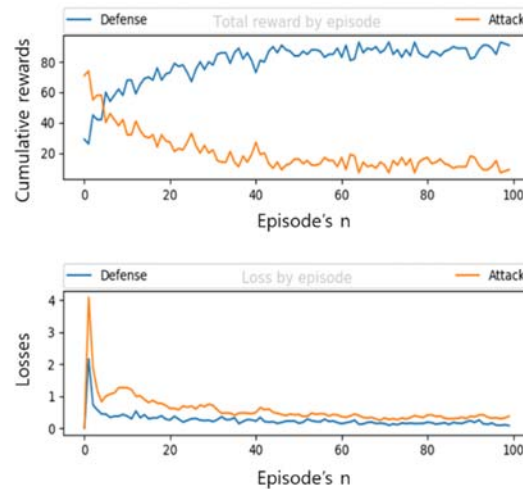 Defense Total reward by episode Attack
Cumulative rewards
80
60
40
20
0 20 40 60 80 100
Episode's n
Defense Loss by episode Attack
Losses
4
3
2
1
0
0 20 40 60 80 100
Episode's n